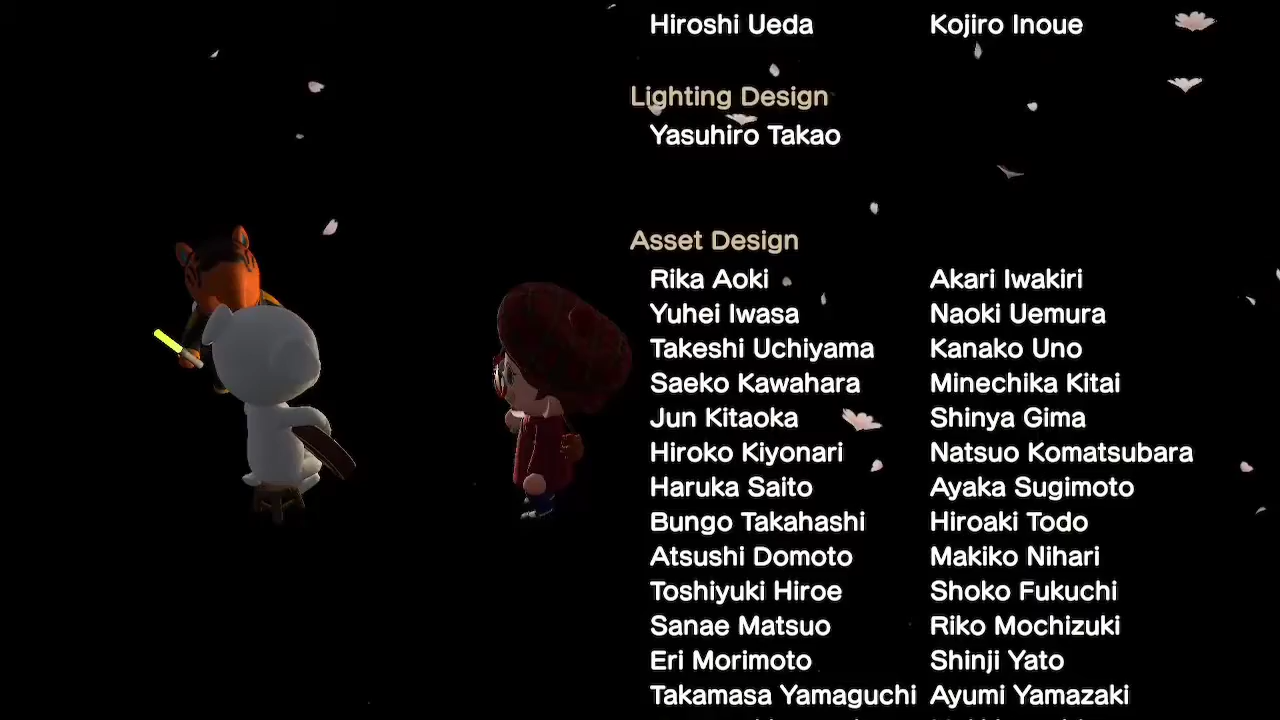 Hiroshi Ueda Kojiro Inoue
Lighting Design
Yasuhiro Takao
Asset Design
Rika Aoki Akari Iwakiri
Yuhei Iwasa Naoki Uemura
Takeshi Uchiyama Kanako Uno
Saeko Kawahara Minechika Kitai
Jun Kitaoka Shinya Gima
Hiroko Kiyonari Natsuo Komatsubara
Haruka Saito Ayaka Sugimoto
Bungo Takahashi Hiroaki Todo
Atsushi Domoto Makiko Nihari
Toshiyuki Hiroe Shoko Fukuchi
Sanae Matsuo Riko Mochizuki
Eri Morimoto Shinji Yato
Takamasa Yamaguchi Ayumi Yamazaki